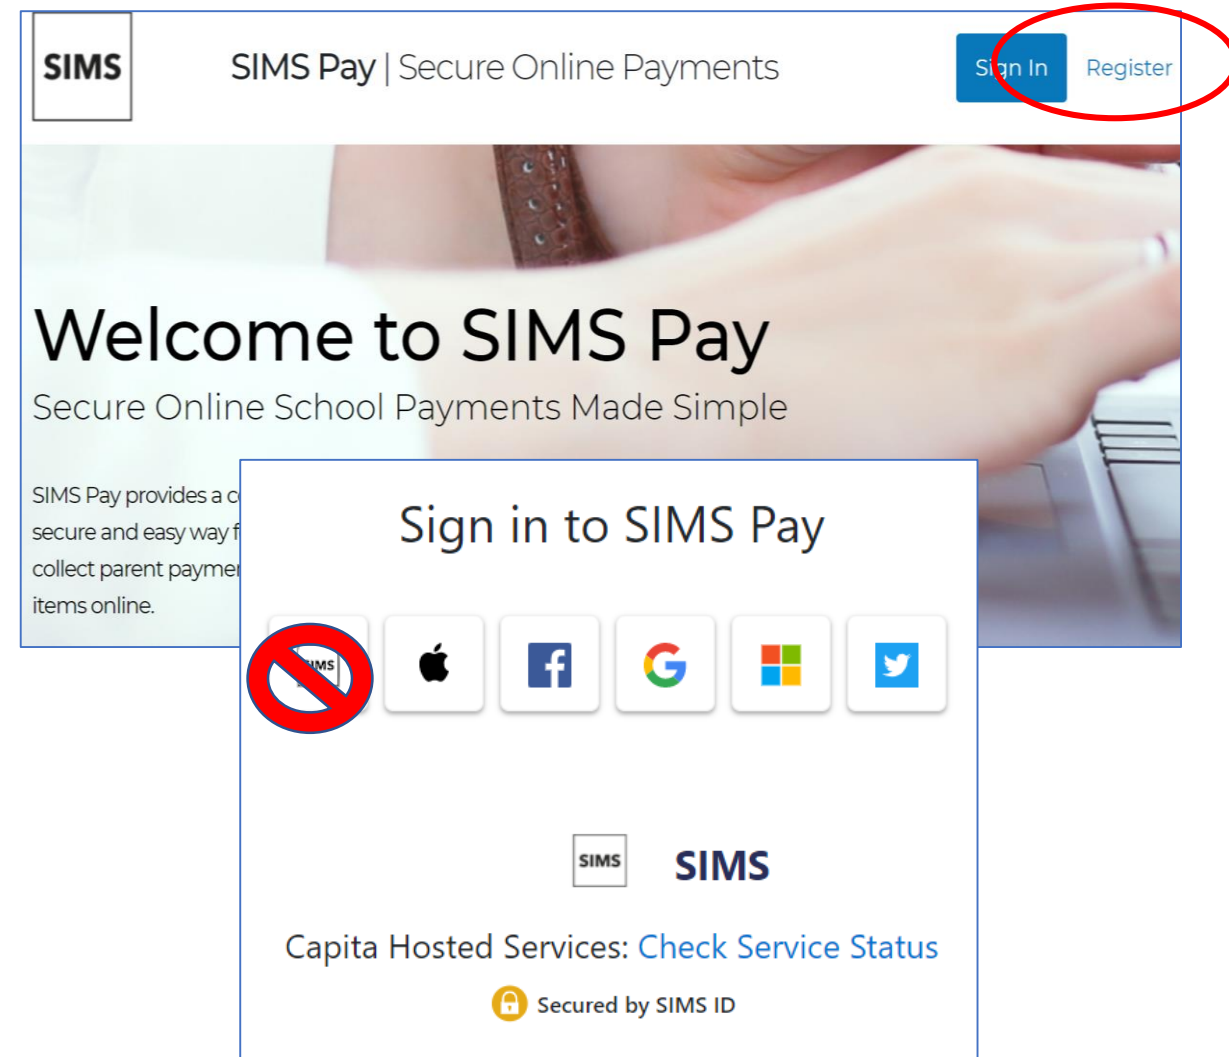 SIMS
SIMS Pay | Secure Online Payments
Sign In
Register
Welcome to SIMS Pay
Secure Online School Payments Made Simple
SIMS Pay provides a
secure and easy way
collect parent
items online.
Sign in to SIMS Pay
SIMS
SIMS
Capita Hosted Services: Check Service Status
Secured by SIMS ID